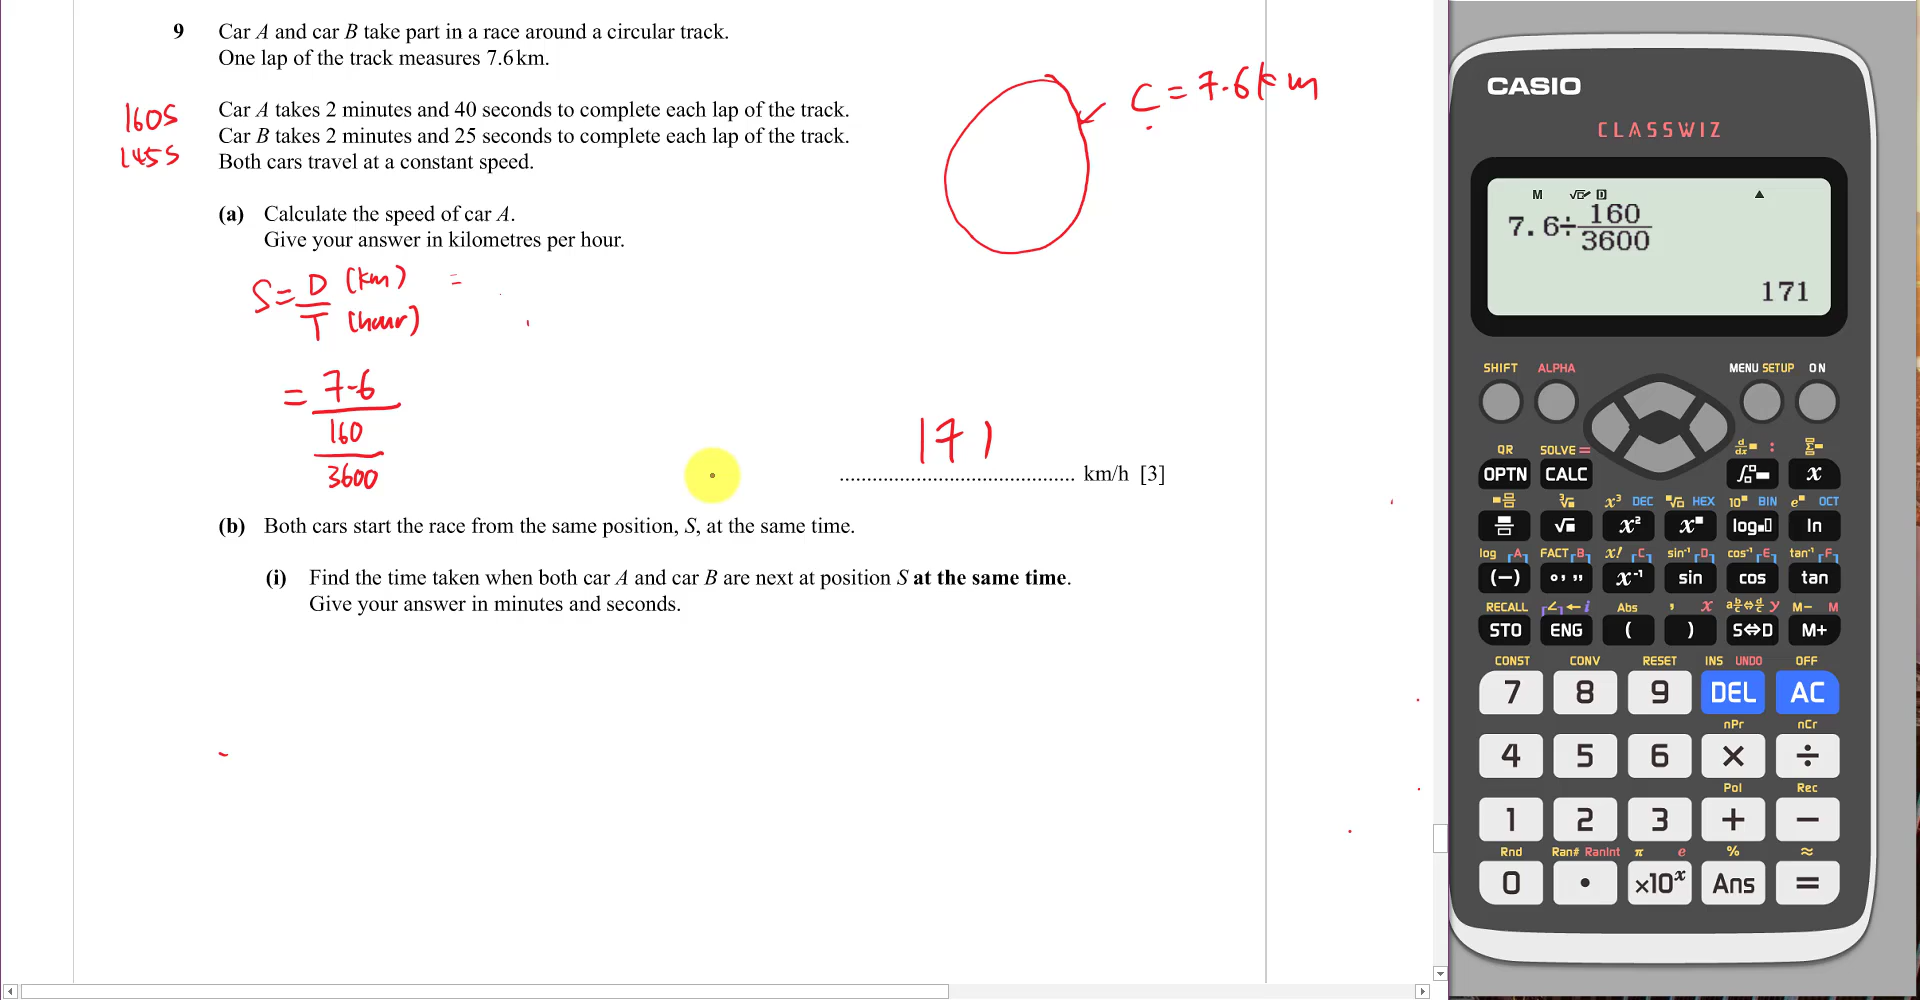 9 Car A and car B take part in a race around a circular track.
One lap of the track measures 7.6 km.
C = 7.6 km
160S Car A takes 2 minutes and 40 seconds to complete each lap of the track.
145S Car B takes 2 minutes and 25 seconds to complete each lap of the track.
Both cars travel at a constant speed.
(a) Calculate the speed of car A.
Give your answer in kilometres per hour.
S = D (km) =
T (hour)
= 7.6
160
3600
171
........................................... km/h [3]
(b) Both cars start the race from the same position, S, at the same time.
(i) Find the time taken when both car A and car B are next at position S at the same time.
Give your answer in minutes and seconds.
CASIO
CLASSWIZ
M √ D ▲
7.6÷160/3600
171
SHIFT ALPHA MENU SETUP ON
QR SOLVE = d/dx : Σ
OPTN CALC ∫ x
³√ x³ DEC ■√ HEX 10■ BIN e■ OCT
√■ x² x■ log■ ln
log A FACT B x! C sin⁻¹ D cos⁻¹ E tan⁻¹ F
(−) ° ’ ” x⁻¹ sin cos tan
RECALL ∠ ← i Abs , x a b/c⇔d/c y M− M
STO ENG ( ) S⇔D M+
CONST CONV RESET INS UNDO OFF
7 8 9 DEL AC
nPr nCr
4 5 6 × ÷
Pol Rec
1 2 3 + −
Rnd Ran# RanInt π e % ≈
0 • ×10ˣ Ans =